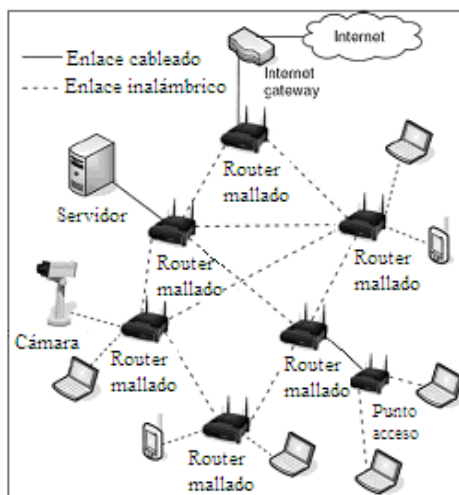 Internet
Enlace cableado
Enlace inalámbrico
Internet
gateway
Router
mallado
Servidor
Router
mallado
Router
mallado
Cámara
Router
mallado
Router
mallado
Punto
acceso
Router
mallado